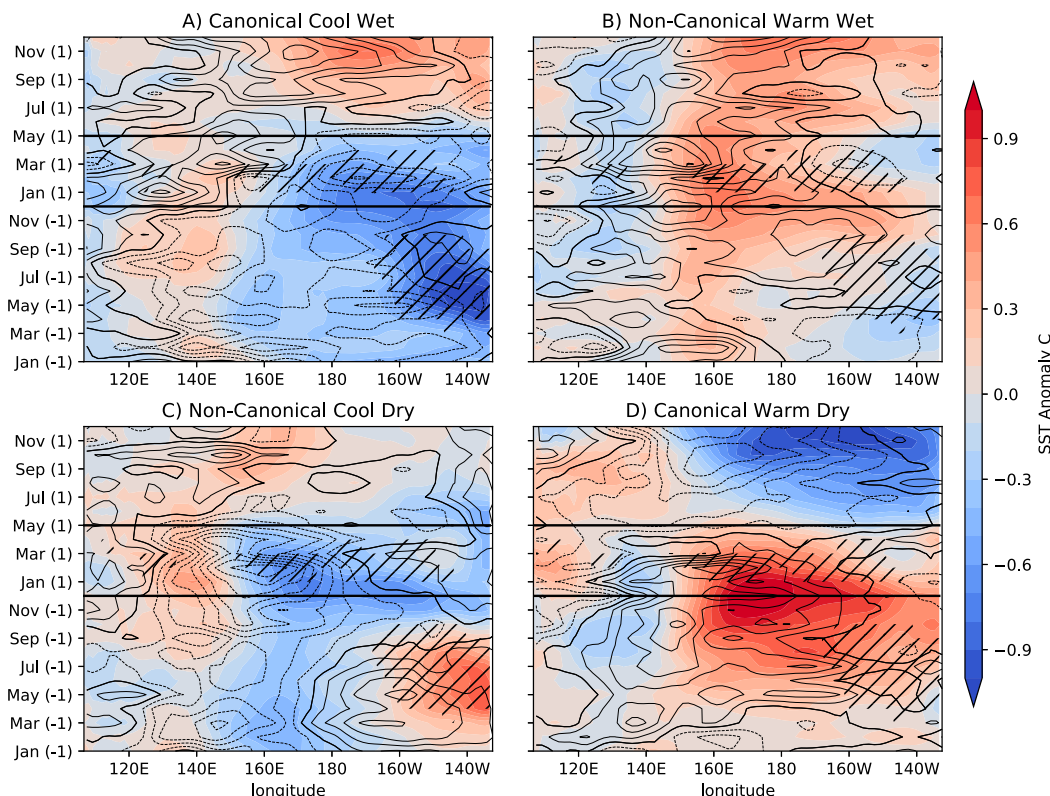 A) Canonical Cool Wet
B) Non-Canonical Warm Wet
Nov (1)
Sep (1)
Jul (1)
May (1)
Mar (1)
Jan (1)
Nov (-1)
Sep (-1)
Jul (-1)
May (-1)
Mar (-1)
Jan (-1)
120E 140E 160E 180E 160W 140W
120E 140E 160E 180E 160W 140W
C) Non-Canonical Cool Dry
D) Canonical Warm Dry
Nov (1)
Sep (1)
Jul (1)
May (1)
Mar (1)
Jan (1)
Nov (-1)
Sep (-1)
Jul (-1)
May (-1)
Mar (-1)
Jan (-1)
120E 140E 160E 180E 160W 140W
120E 140E 160E 180E 160W 140W
longitude
longitude
0.9
0.6
0.3
0.0
−0.3
−0.6
−0.9
SST Anomaly C